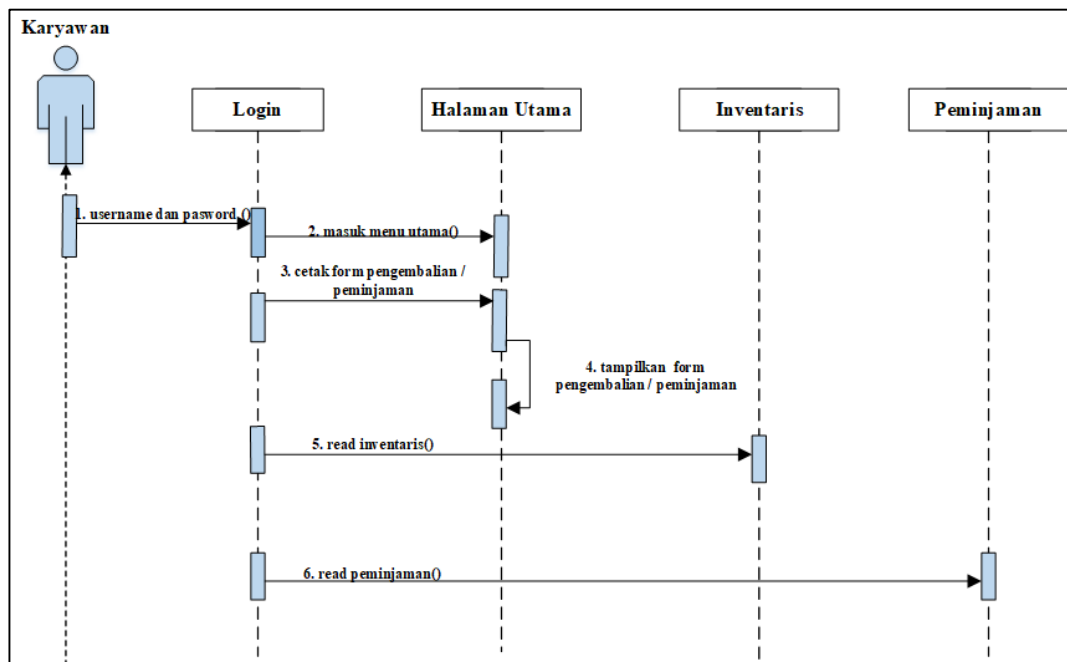 Karyawan
Login
Halaman Utama
Inventaris
Peminjaman
1. username dan pasword ()
2. masuk menu utama()
3. cetak form pengembalian /
peminjaman
4. tampilkan form
pengembalian / peminjaman
5. read inventaris()
6. read peminjaman()